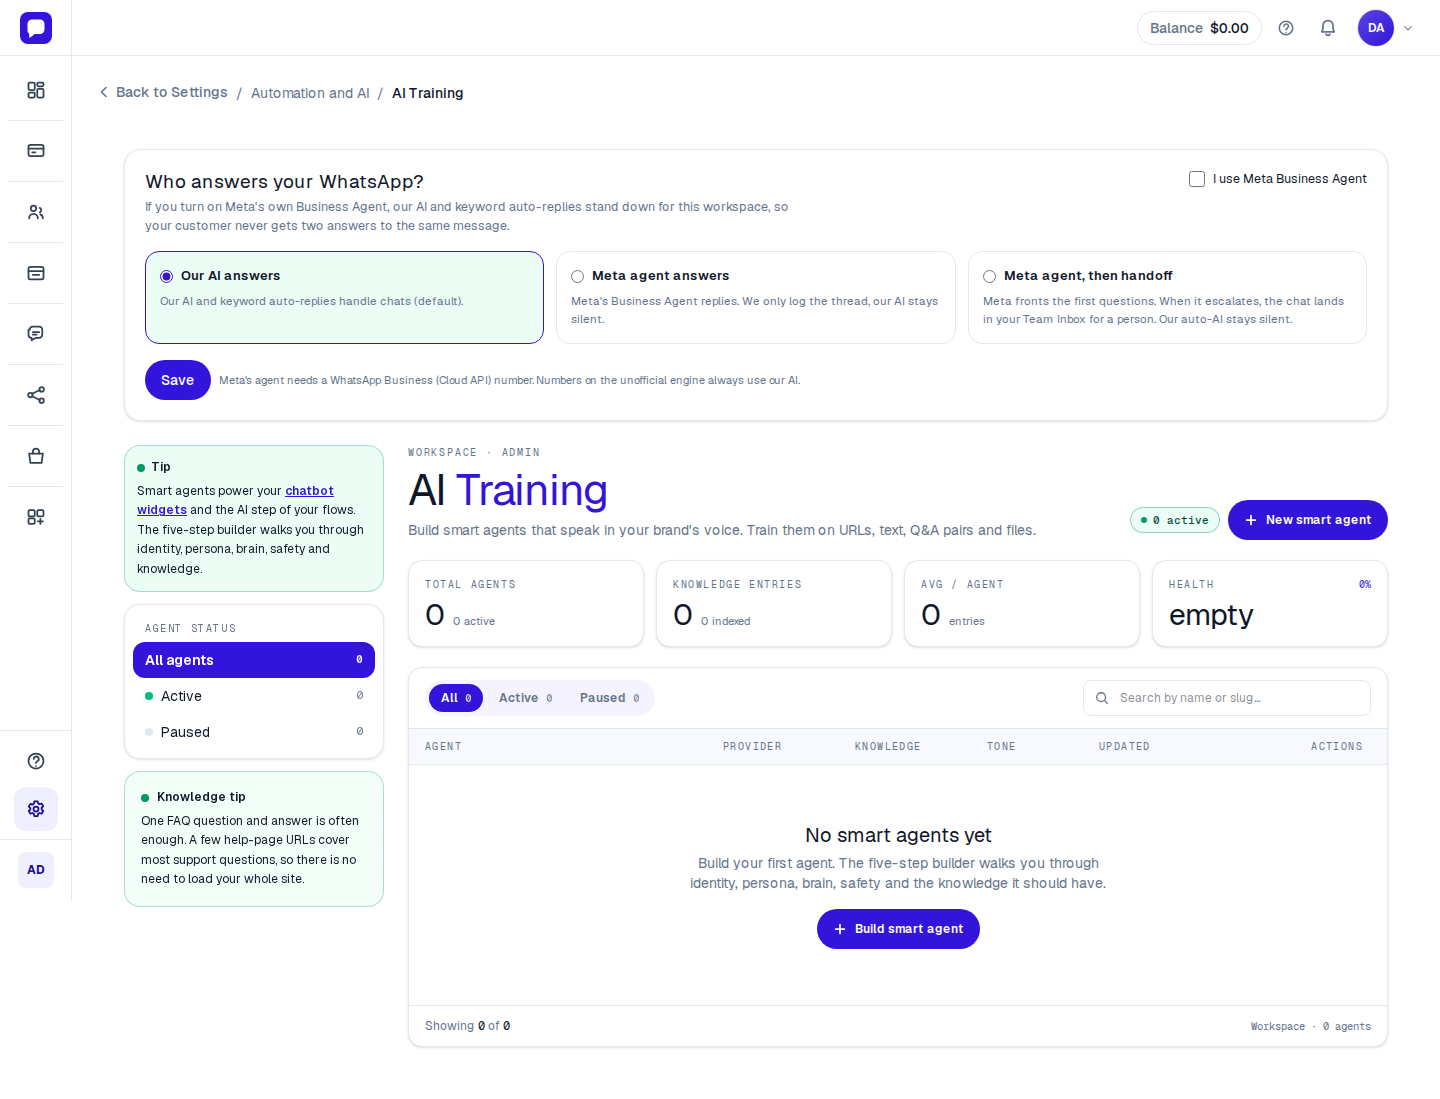 Balance $0.00
DA
Back to Settings / Automation and AI / AI Training
Who answers your WhatsApp?
I use Meta Business Agent
If you turn on Meta's own Business Agent, our AI and keyword auto-replies stand down for this workspace, so
your customer never gets two answers to the same message.
Our AI answers
Our AI and keyword auto-replies handle chats (default).
Meta agent answers
Meta's Business Agent replies. We only log the thread, our AI stays
silent.
Meta agent, then handoff
Meta fronts the first questions. When it escalates, the chat lands
in your Team Inbox for a person. Our auto-AI stays silent.
Save
Meta's agent needs a WhatsApp Business (Cloud API) number. Numbers on the unofficial engine always use our AI.
Tip
Smart agents power your chatbot
widgets and the AI step of your flows.
The five-step builder walks you through
identity, persona, brain, safety and
knowledge.
AGENT STATUS
All agents 0
Active 0
Paused 0
Knowledge tip
One FAQ question and answer is often
enough. A few help-page URLs cover
most support questions, so there is no
need to load your whole site.
AD
WORKSPACE · ADMIN
AI Training
Build smart agents that speak in your brand's voice. Train them on URLs, text, Q&A pairs and files.
0 active
New smart agent
TOTAL AGENTS
0 0 active
KNOWLEDGE ENTRIES
0 0 indexed
AVG / AGENT
0 entries
HEALTH 0%
empty
All 0 Active 0 Paused 0
Search by name or slug...
AGENT PROVIDER KNOWLEDGE TONE UPDATED ACTIONS
No smart agents yet
Build your first agent. The five-step builder walks you through
identity, persona, brain, safety and the knowledge it should have.
Build smart agent
Showing 0 of 0
Workspace · 0 agents